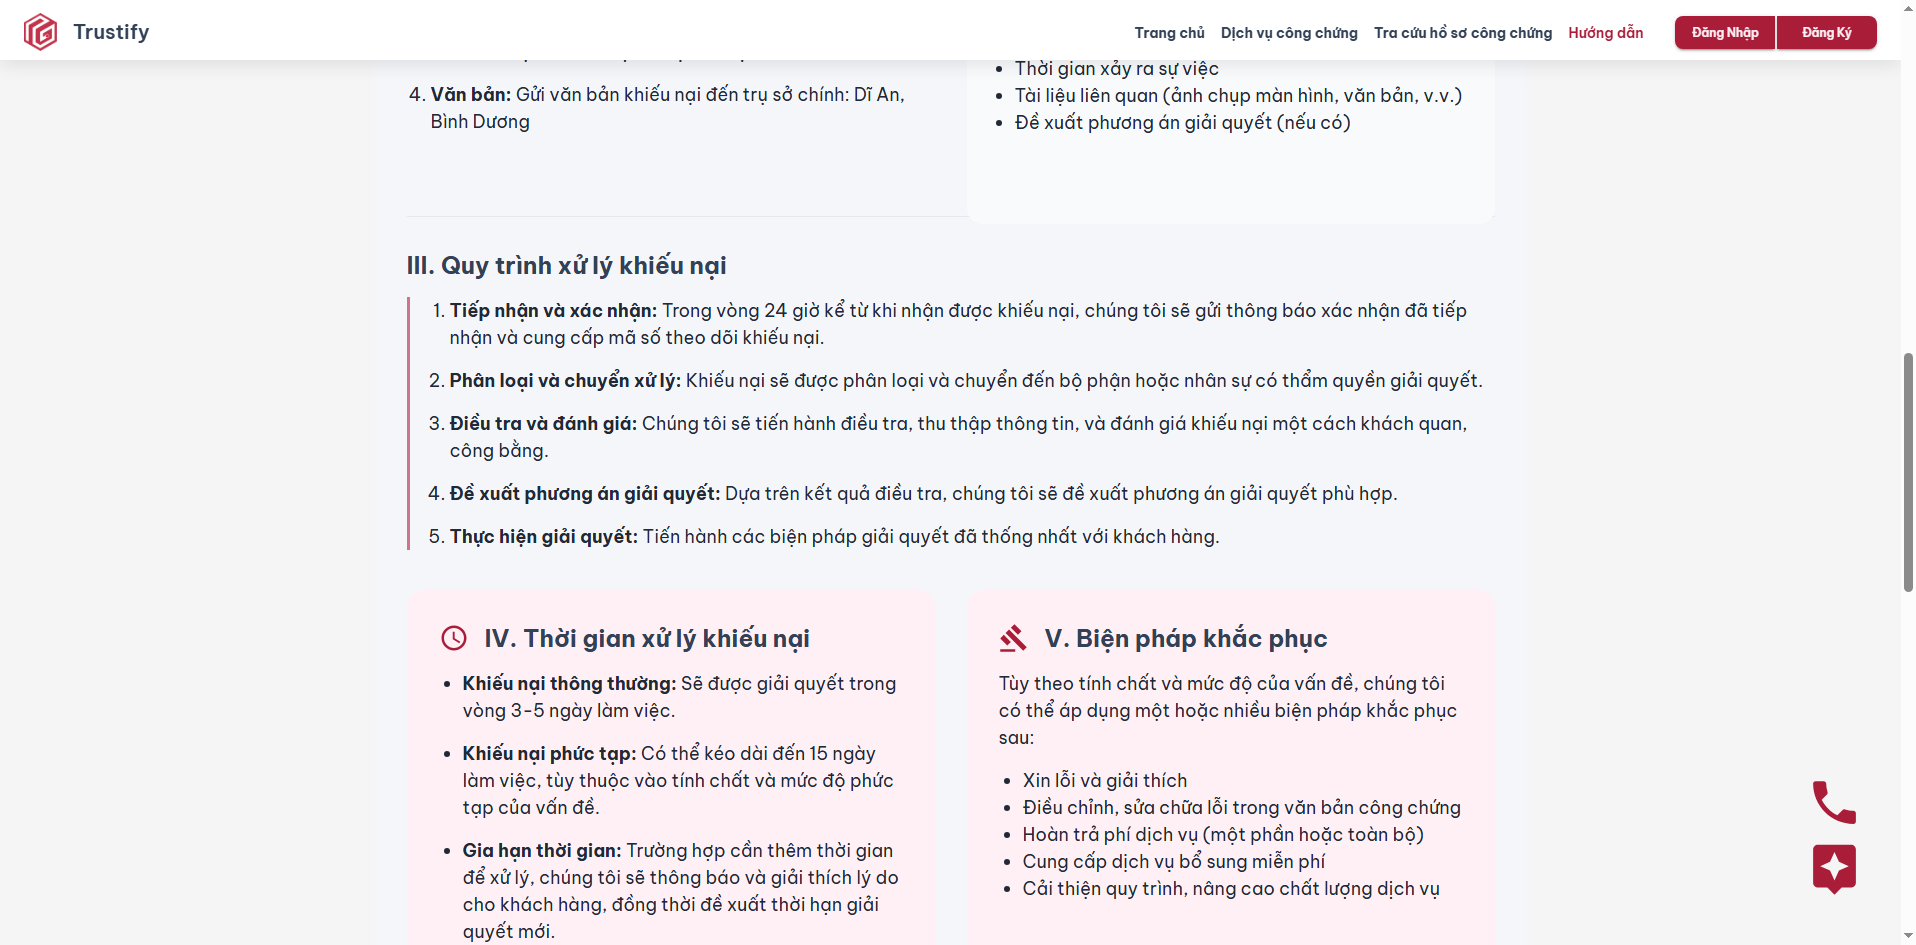 Trustify
Trang chủ
Dịch vụ công chứng
Tra cứu hồ sơ công chứng
Hướng dẫn
Đăng Nhập
Đăng Ký
4. Văn bản: Gửi văn bản khiếu nại đến trụ sở chính: Dĩ An,
Bình Dương
• Thời gian xảy ra sự việc
• Tài liệu liên quan (ảnh chụp màn hình, văn bản, v.v.)
• Đề xuất phương án giải quyết (nếu có)
III. Quy trình xử lý khiếu nại
1. Tiếp nhận và xác nhận: Trong vòng 24 giờ kể từ khi nhận được khiếu nại, chúng tôi sẽ gửi thông báo xác nhận đã tiếp
nhận và cung cấp mã số theo dõi khiếu nại.
2. Phân loại và chuyển xử lý: Khiếu nại sẽ được phân loại và chuyển đến bộ phận hoặc nhân sự có thẩm quyền giải quyết.
3. Điều tra và đánh giá: Chúng tôi sẽ tiến hành điều tra, thu thập thông tin, và đánh giá khiếu nại một cách khách quan,
công bằng.
4. Đề xuất phương án giải quyết: Dựa trên kết quả điều tra, chúng tôi sẽ đề xuất phương án giải quyết phù hợp.
5. Thực hiện giải quyết: Tiến hành các biện pháp giải quyết đã thống nhất với khách hàng.
IV. Thời gian xử lý khiếu nại
• Khiếu nại thông thường: Sẽ được giải quyết trong
vòng 3-5 ngày làm việc.
• Khiếu nại phức tạp: Có thể kéo dài đến 15 ngày
làm việc, tùy thuộc vào tính chất và mức độ phức
tạp của vấn đề.
• Gia hạn thời gian: Trường hợp cần thêm thời gian
để xử lý, chúng tôi sẽ thông báo và giải thích lý do
cho khách hàng, đồng thời đề xuất thời hạn giải
quyết mới.
V. Biện pháp khắc phục
Tùy theo tính chất và mức độ của vấn đề, chúng tôi
có thể áp dụng một hoặc nhiều biện pháp khắc phục
sau:
• Xin lỗi và giải thích
• Điều chỉnh, sửa chữa lỗi trong văn bản công chứng
• Hoàn trả phí dịch vụ (một phần hoặc toàn bộ)
• Cung cấp dịch vụ bổ sung miễn phí
• Cải thiện quy trình, nâng cao chất lượng dịch vụ